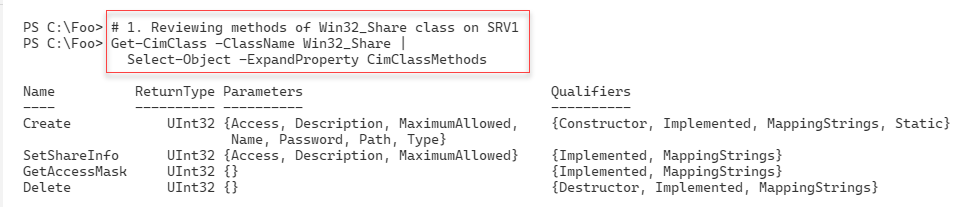 PS C:\Foo> # 1. Reviewing methods of Win32_Share class on SRV1
PS C:\Foo> Get-CimClass -ClassName Win32_Share |
Select-Object -ExpandProperty CimClassMethods
Name ReturnType Parameters Qualifiers
---- ---------- ---------- ----------
Create UInt32 {Access, Description, MaximumAllowed, {Constructor, Implemented, MappingStrings, Static}
Name, Password, Path, Type}
SetShareInfo UInt32 {Access, Description, MaximumAllowed} {Implemented, MappingStrings}
GetAccessMask UInt32 {} {Implemented, MappingStrings}
Delete UInt32 {} {Destructor, Implemented, MappingStrings}